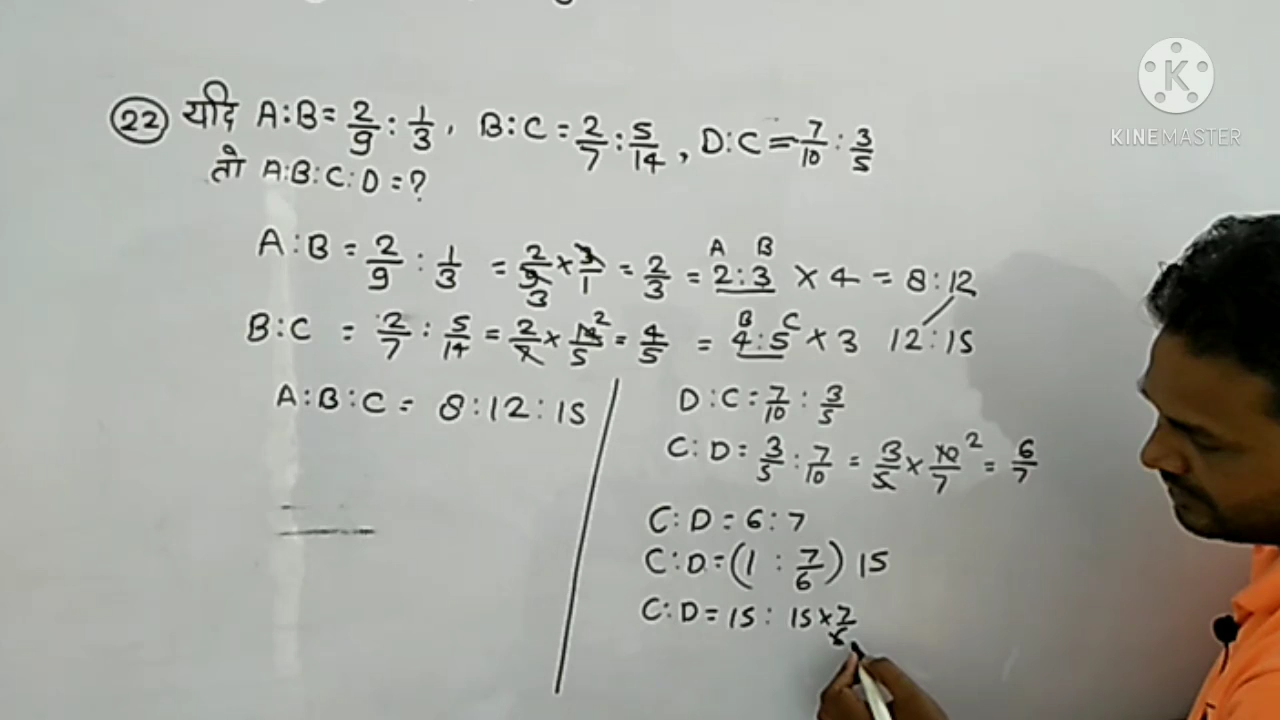 22 यदि A:B = 2/9 : 1/3, B:C = 2/7 : 5/14, D:C = 7/10 : 3/5
तो A:B:C:D = ?
A B
A:B = 2/9 : 1/3 = 2/9 3 × 3/1 = 2/3 = 2:3 × 4 = 8:12
B C
B:C = 2/7 : 5/14 = 2/7 × 14 2/5 = 4/5 = 4:5 × 3 12:15
A:B:C = 8:12:15
D:C = 7/10 : 3/5
C:D = 3/5 : 7/10 = 3/5 × 10 2/7 = 6/7
C:D = 6:7
C:D = (1 : 7/6) 15
C:D = 15 : 15 × 7/6
K
KINEMASTER